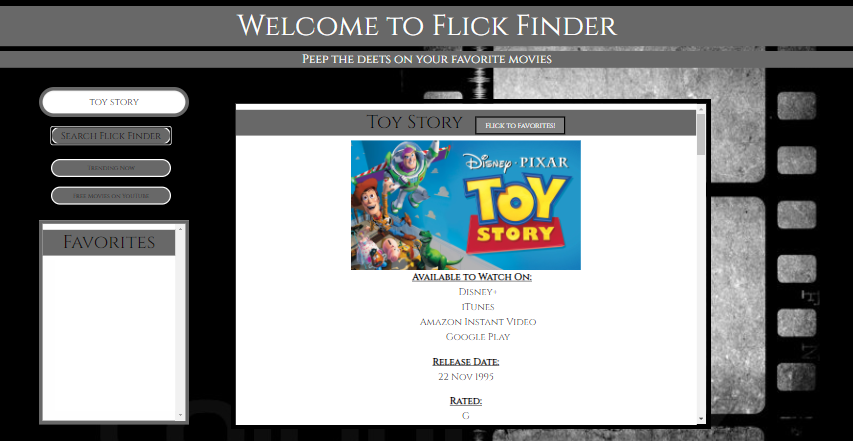 Welcome to Flick Finder
Peep the deets on your favorite movies
TOY STORY
Search Flick Finder
Trending Now
Free Movies on YouTube
Favorites
Toy Story
FLICK TO FAVORITES!
Disney · PIXAR
TOY
STORY
Available to Watch On:
Disney+
iTunes
Amazon Instant Video
Google Play
Release Date:
22 Nov 1995
Rated:
G